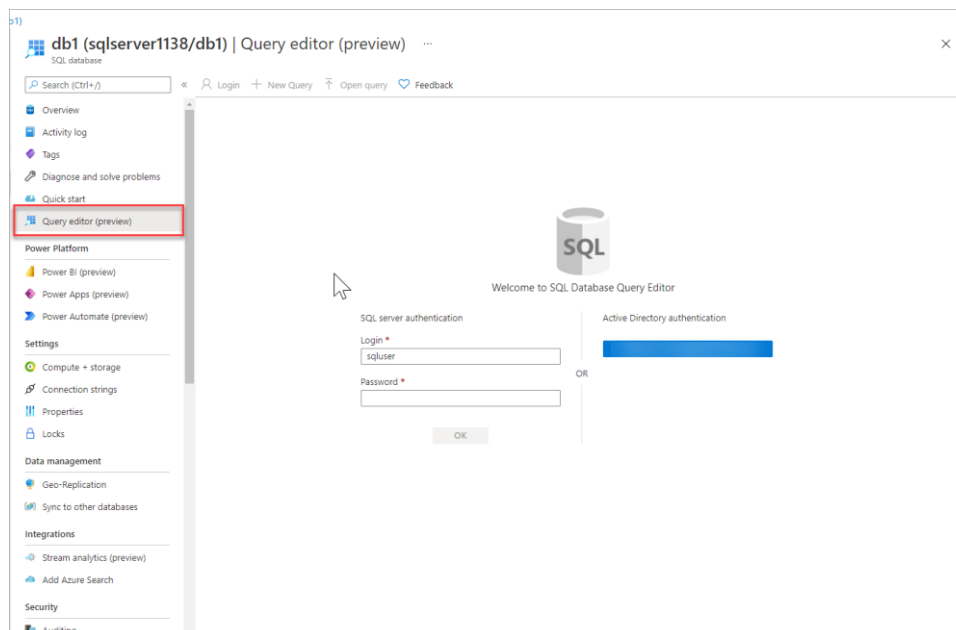 b1)
db1 (sqlserver1138/db1) | Query editor (preview) ...
SQL database
Search (Ctrl+/)
« Login New Query Open query Feedback
Overview
Activity log
Tags
Diagnose and solve problems
Quick start
Query editor (preview)
Power Platform
Power BI (preview)
Power Apps (preview)
Power Automate (preview)
Settings
Compute + storage
Connection strings
Properties
Locks
Data management
Geo-Replication
Sync to other databases
Integrations
Stream analytics (preview)
Add Azure Search
Security
Auditing
SQL
Welcome to SQL Database Query Editor
SQL server authentication
Login *
sqluser
Password *
OK
OR
Active Directory authentication